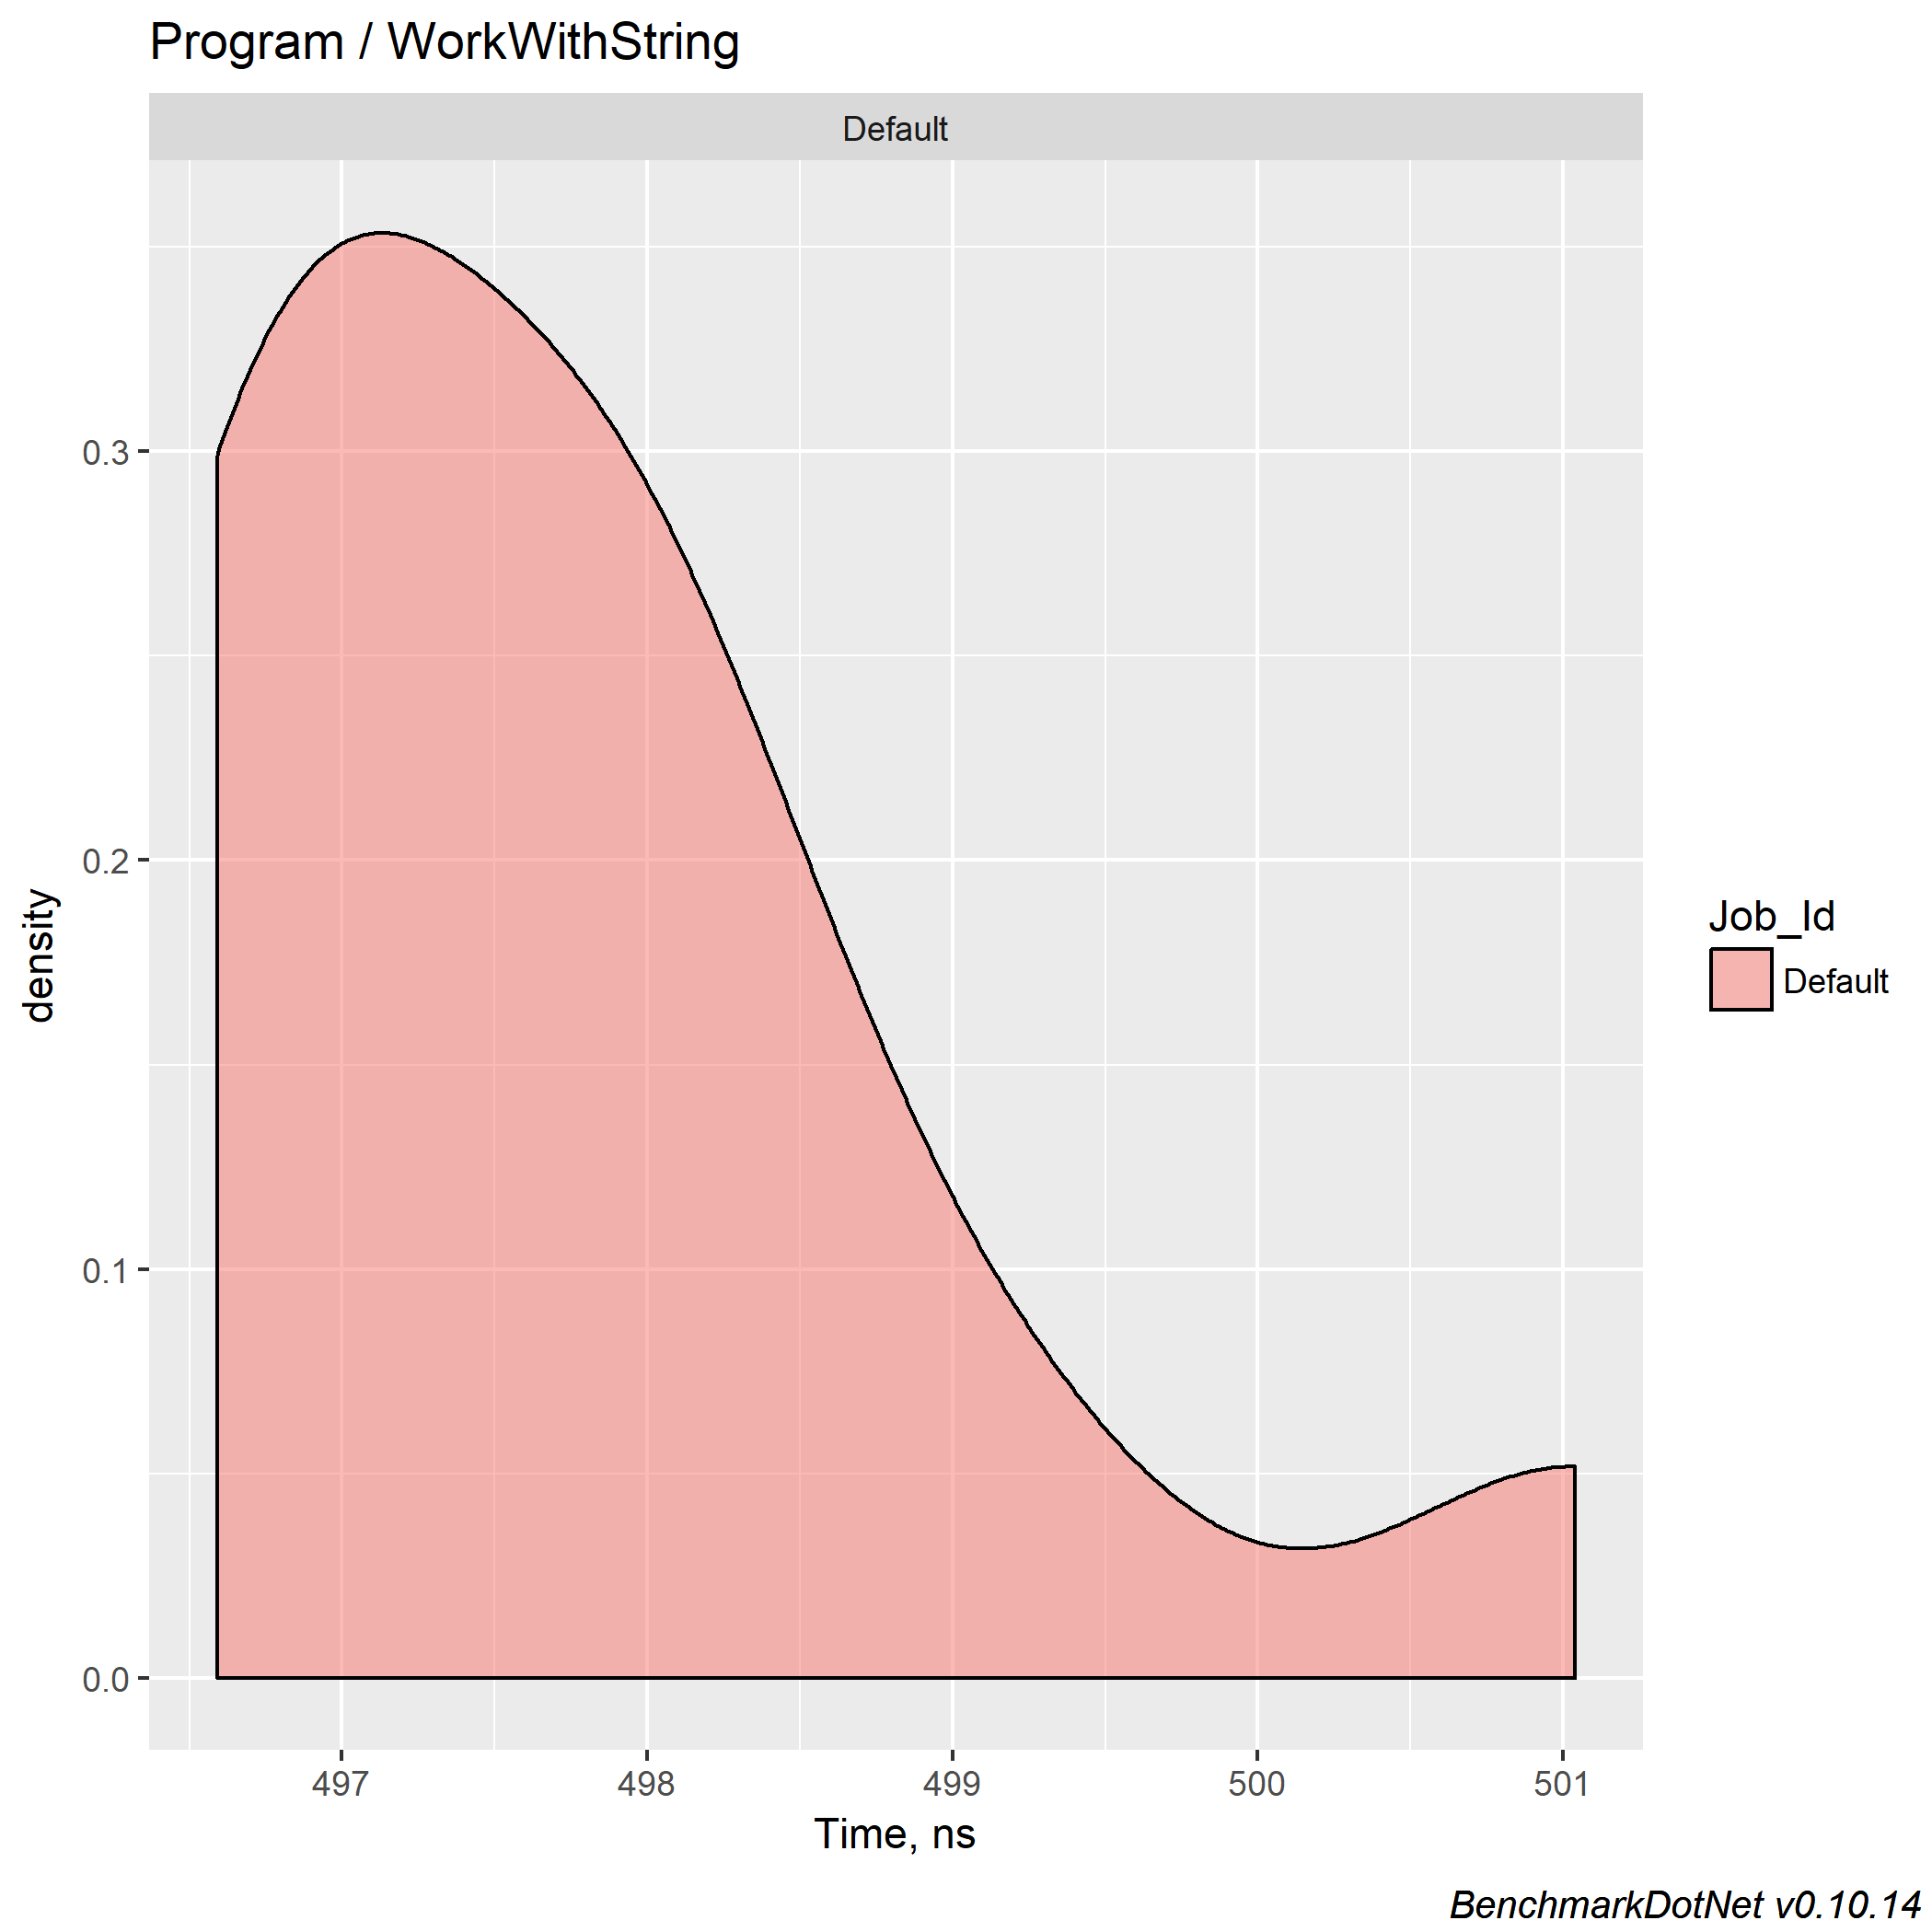 Program / WorkWithString
Default
0.3
0.2
0.1
0.0
density
497 498 499 500 501
Time, ns
Job_Id
Default
BenchmarkDotNet v0.10.14